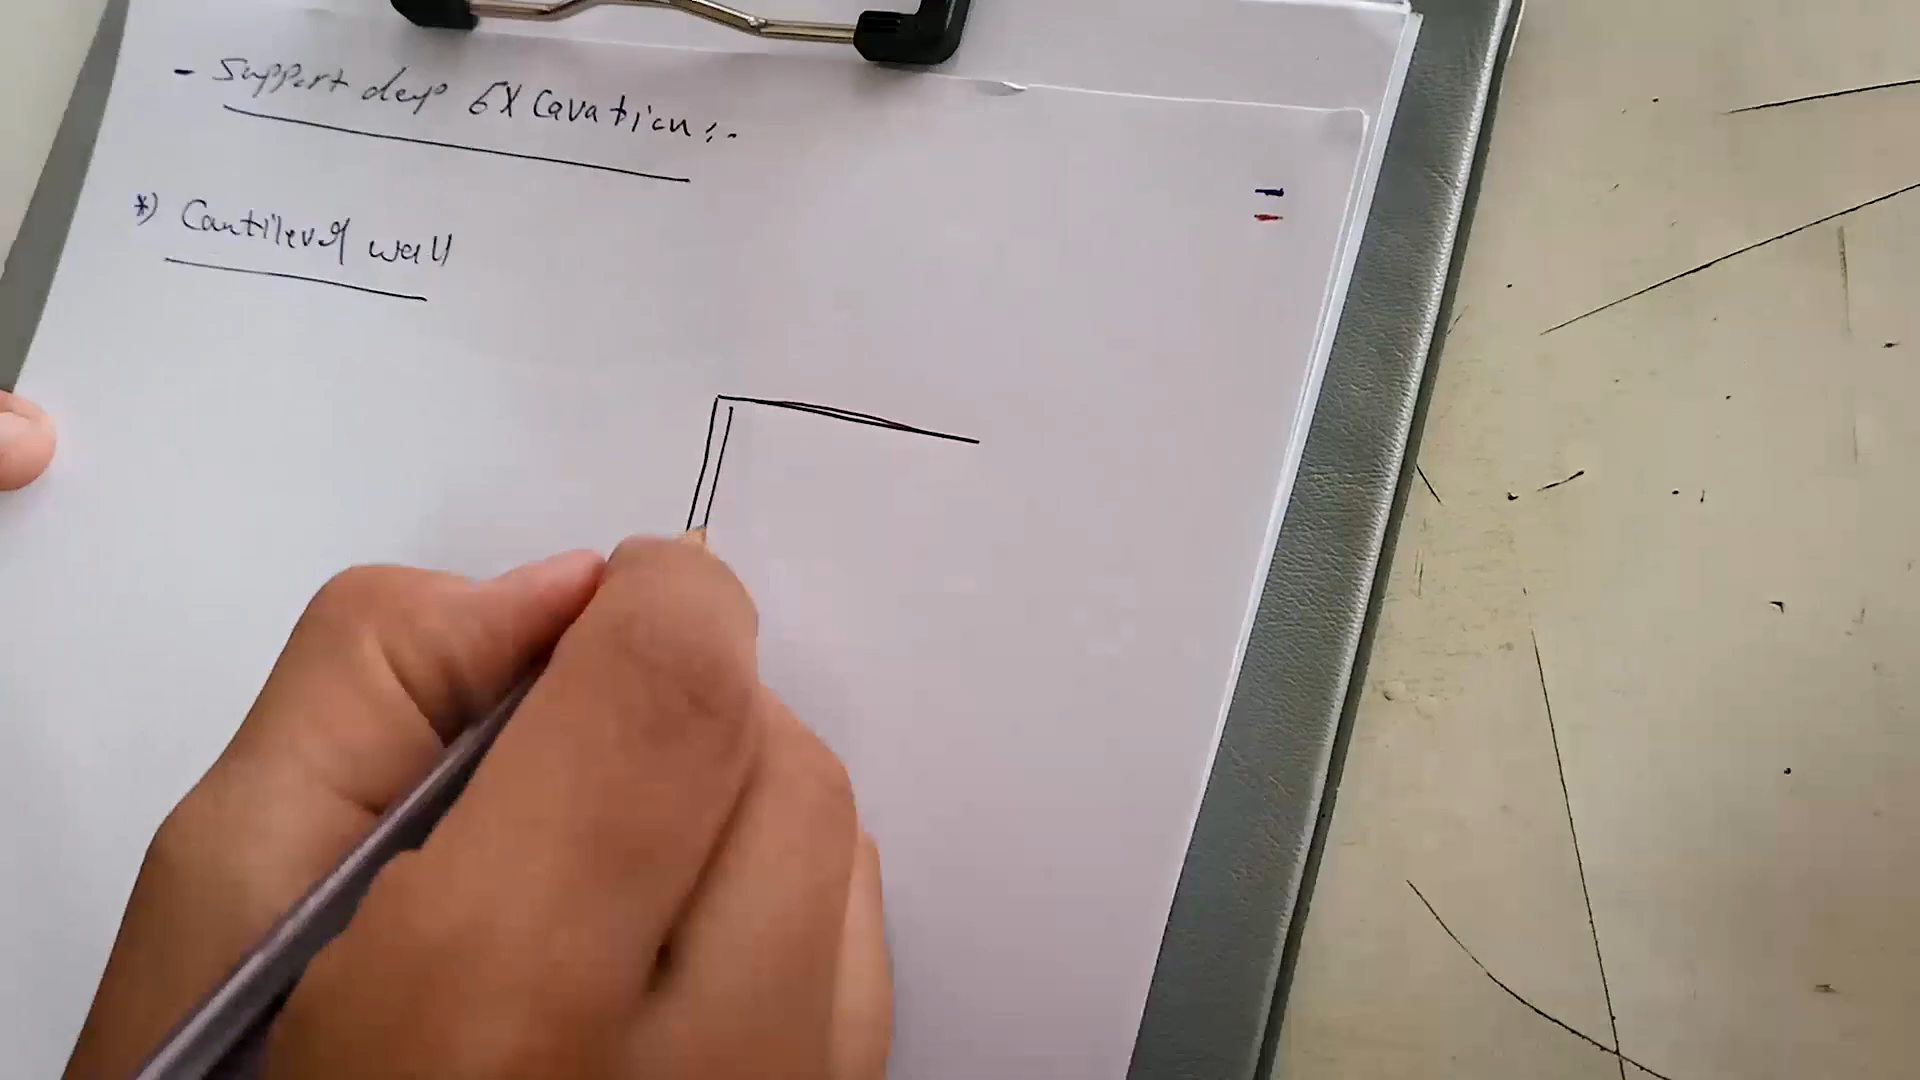 - Support deep EXCavation :-
*) Cantilever wall